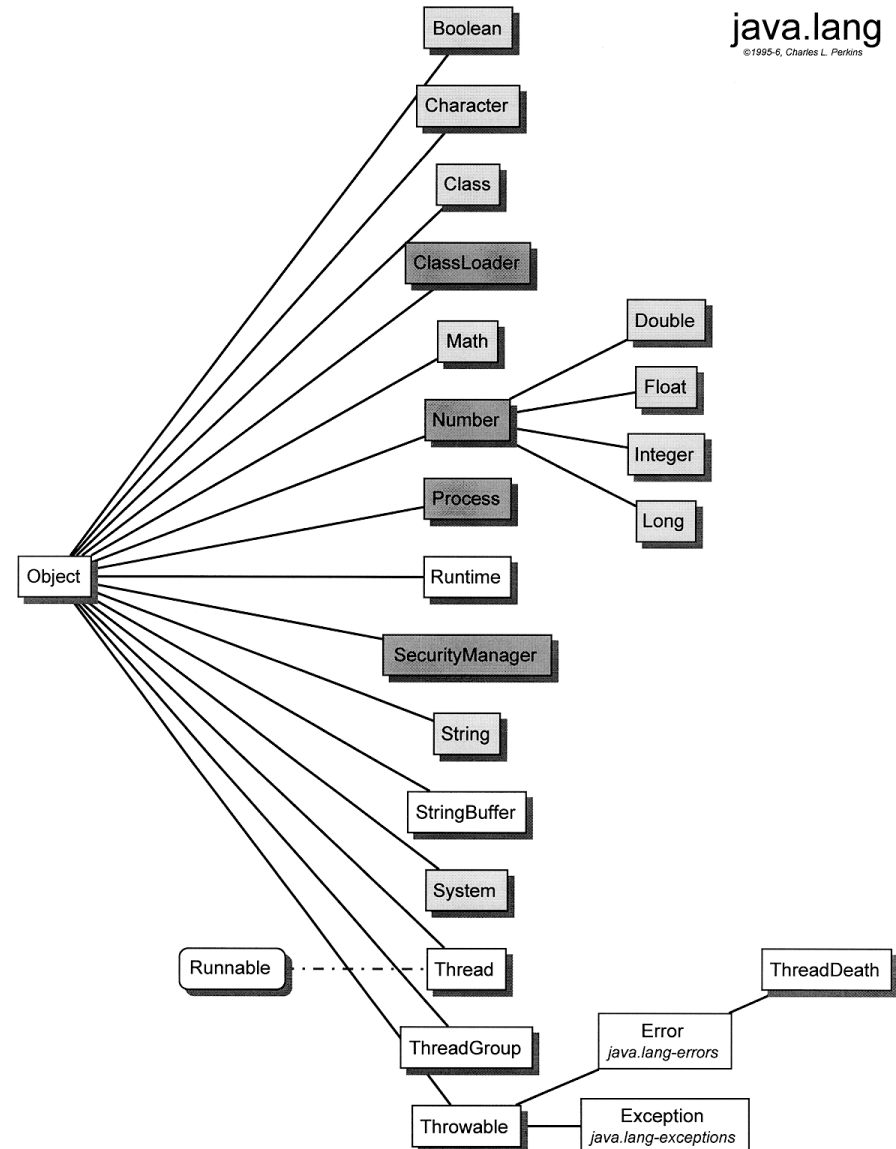 java.lang
©1995-6, Charles L. Perkins
Boolean
Character
Class
ClassLoader
Math
Double
Float
Number
Integer
Process
Long
Object
Runtime
SecurityManager
String
StringBuffer
System
Runnable
Thread
ThreadDeath
ThreadGroup
Error
java.lang-errors
Throwable
Exception
java.lang-exceptions